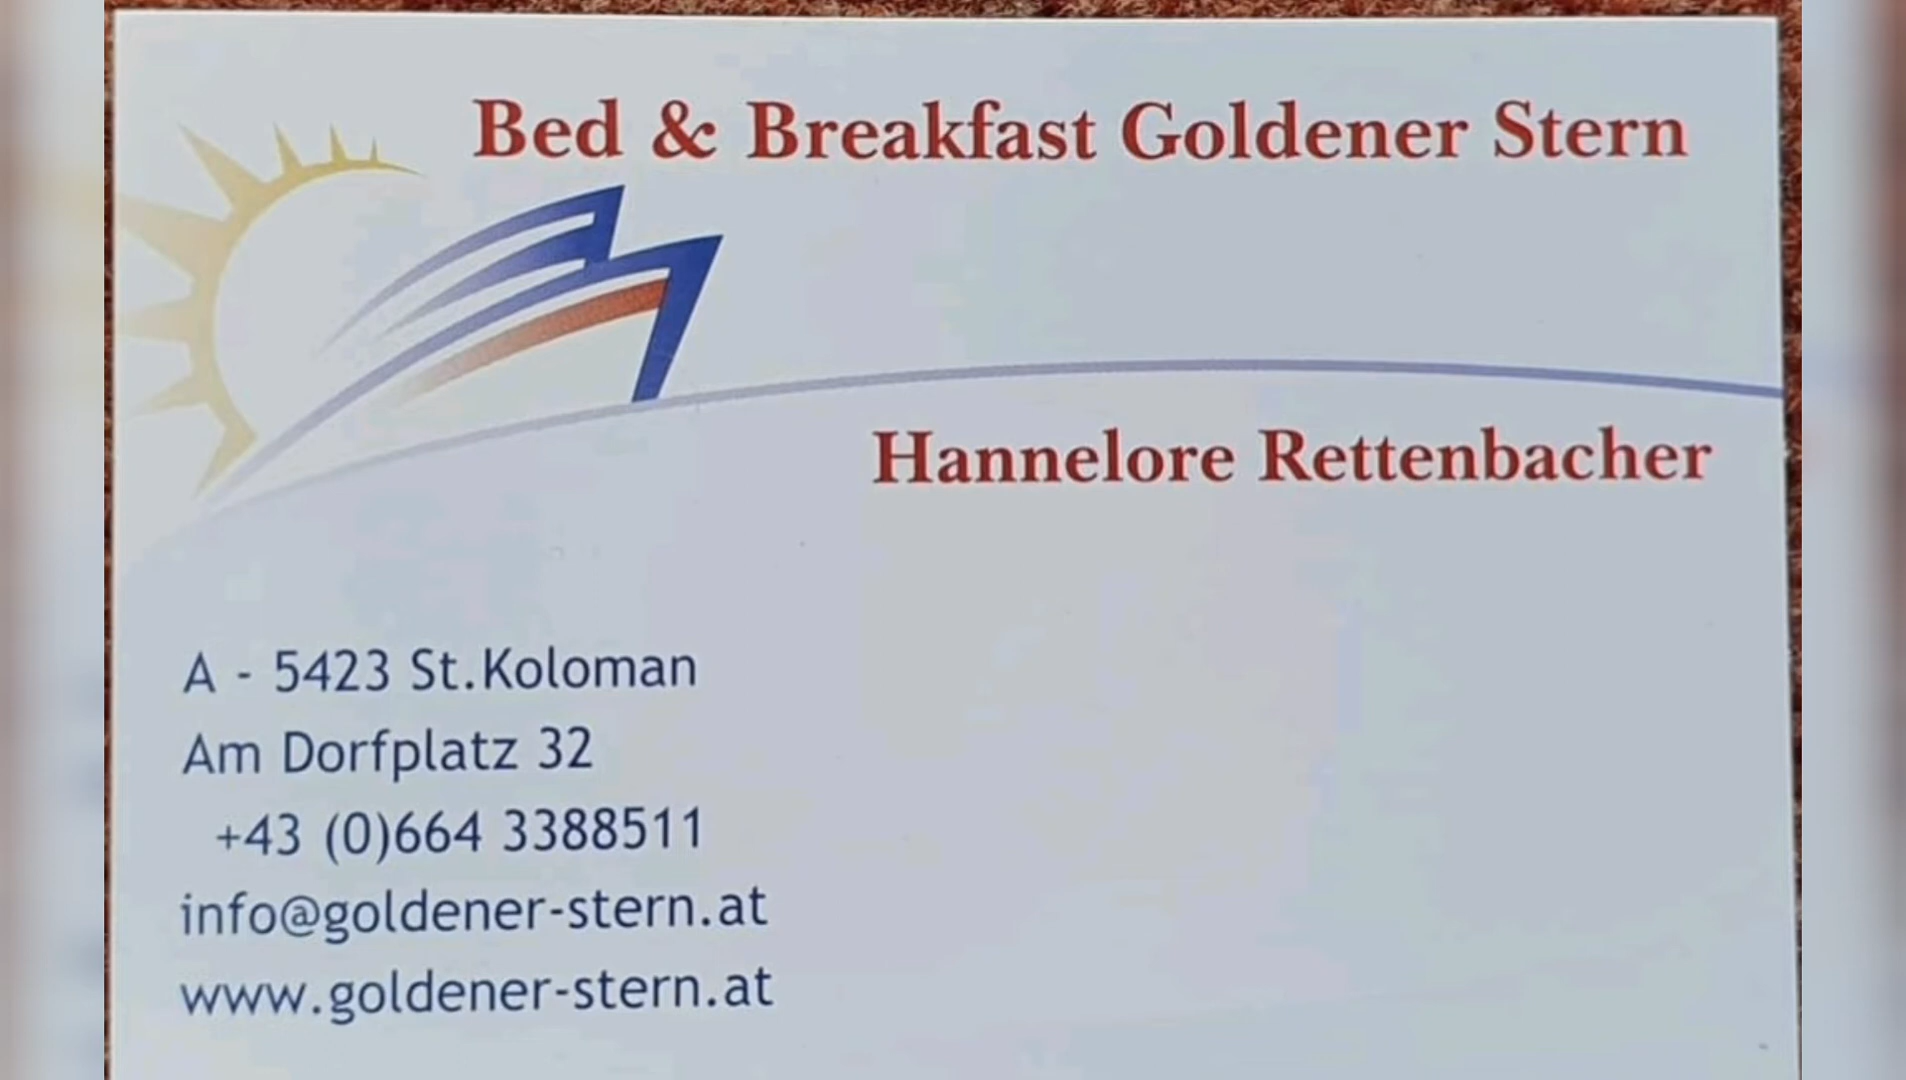 Bed & Breakfast Goldener Stern
Hannelore Rettenbacher
A - 5423 St.Koloman
Am Dorfplatz 32
+43 (0)664 3388511
info@goldener-stern.at
www.goldener-stern.at